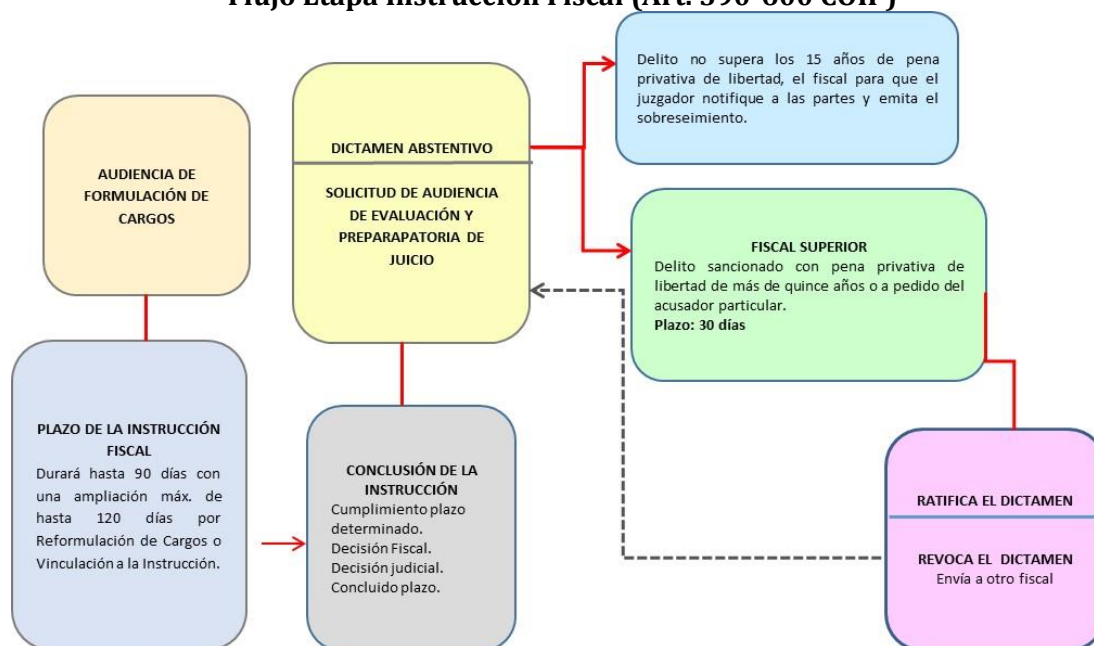 Flujo Etapa Instrucción Fiscal (Art. 590-600 COIP)
AUDIENCIA DE
FORMULACIÓN DE
CARGOS
PLAZO DE LA INSTRUCCIÓN
FISCAL
Durará hasta 90 días con
una ampliación máx. de
hasta 120 días por
Reformulación de Cargos o
Vinculación a la Instrucción.
CONCLUSIÓN DE LA
INSTRUCCIÓN
Cumplimiento plazo
determinado.
Decisión Fiscal.
Decisión judicial.
Concluido plazo.
DICTAMEN ABSTENTIVO
SOLICITUD DE AUDIENCIA
DE EVALUACIÓN Y
PREPARAPATORIA DE
JUICIO
Delito no supera los 15 años de pena
privativa de libertad, el fiscal para que el
juzgador notifique a las partes y emita el
sobreseimiento.
FISCAL SUPERIOR
Delito sancionado con pena privativa de
libertad de más de quince años o a pedido del
acusador particular.
Plazo: 30 días
RATIFICA EL DICTAMEN
REVOCA EL DICTAMEN
Envía a otro fiscal